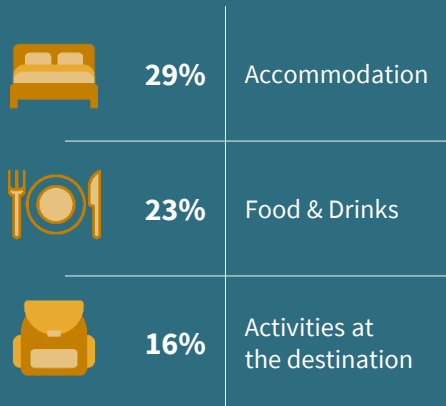 29% Accommodation
23% Food & Drinks
16% Activities at
the destination